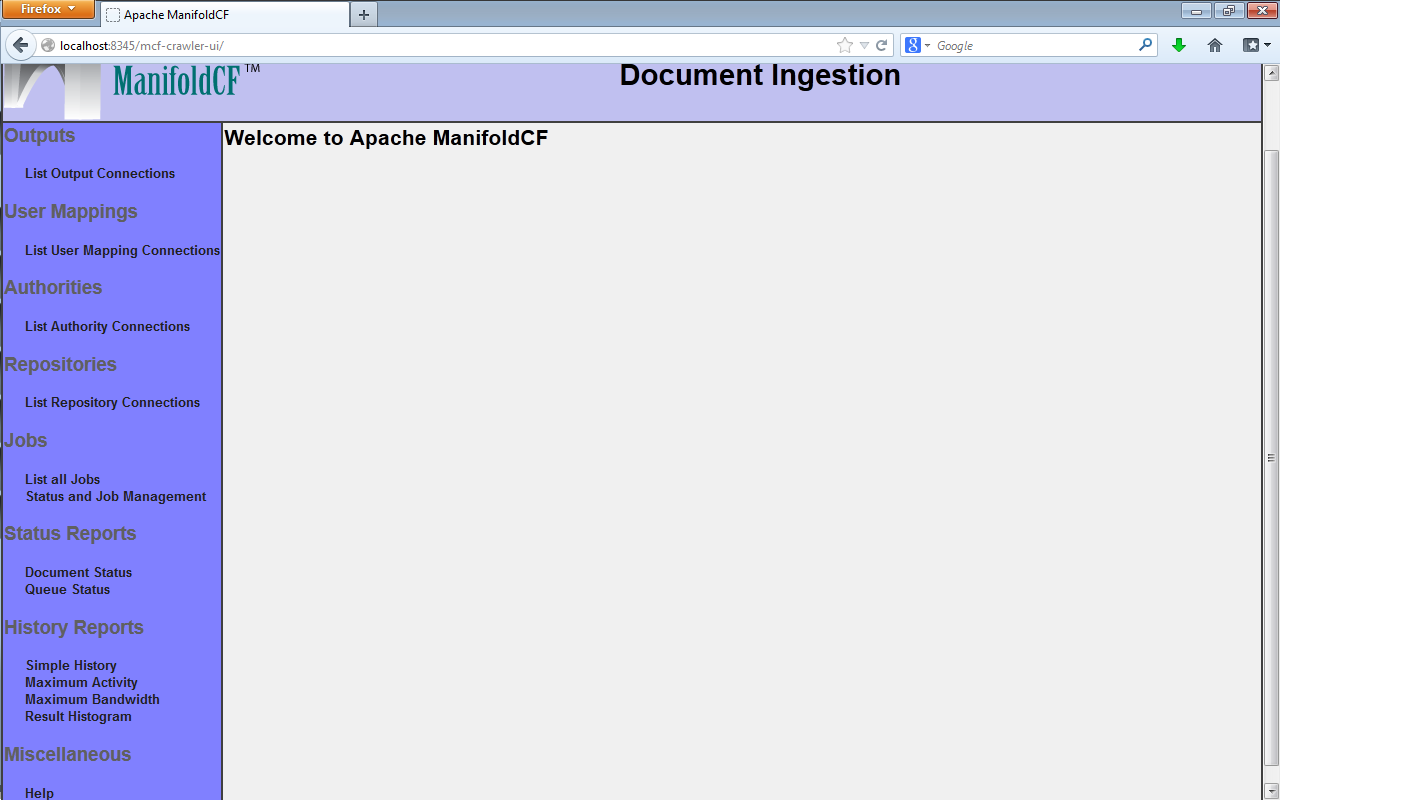 Firefox
Apache ManifoldCF
localhost:8345/mcf-crawler-ui/
Google
ManifoldCF™
Document Ingestion
Outputs
List Output Connections
User Mappings
List User Mapping Connections
Authorities
List Authority Connections
Repositories
List Repository Connections
Jobs
List all Jobs
Status and Job Management
Status Reports
Document Status
Queue Status
History Reports
Simple History
Maximum Activity
Maximum Bandwidth
Result Histogram
Miscellaneous
Help
Welcome to Apache ManifoldCF